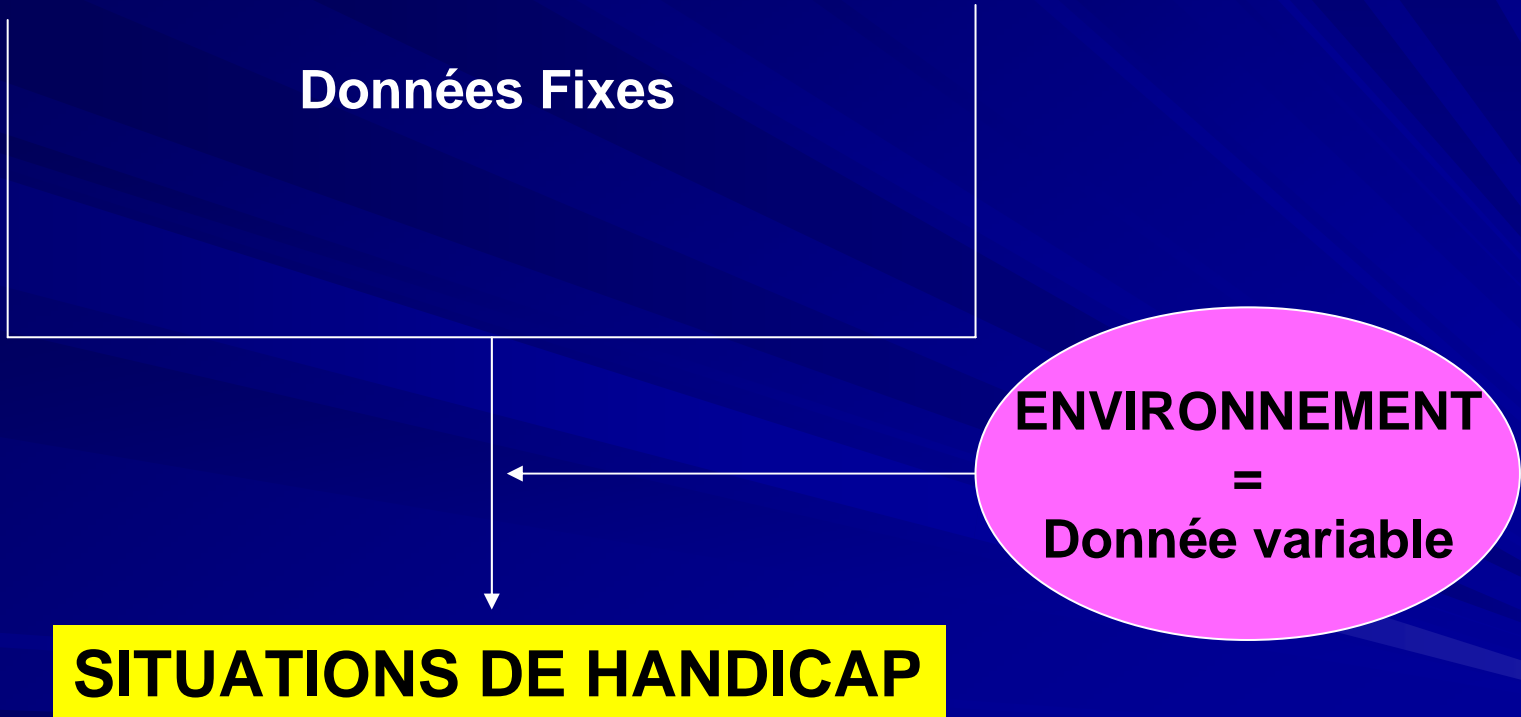 Données Fixes
ENVIRONNEMENT
=
Donnée variable
SITUATIONS DE HANDICAP